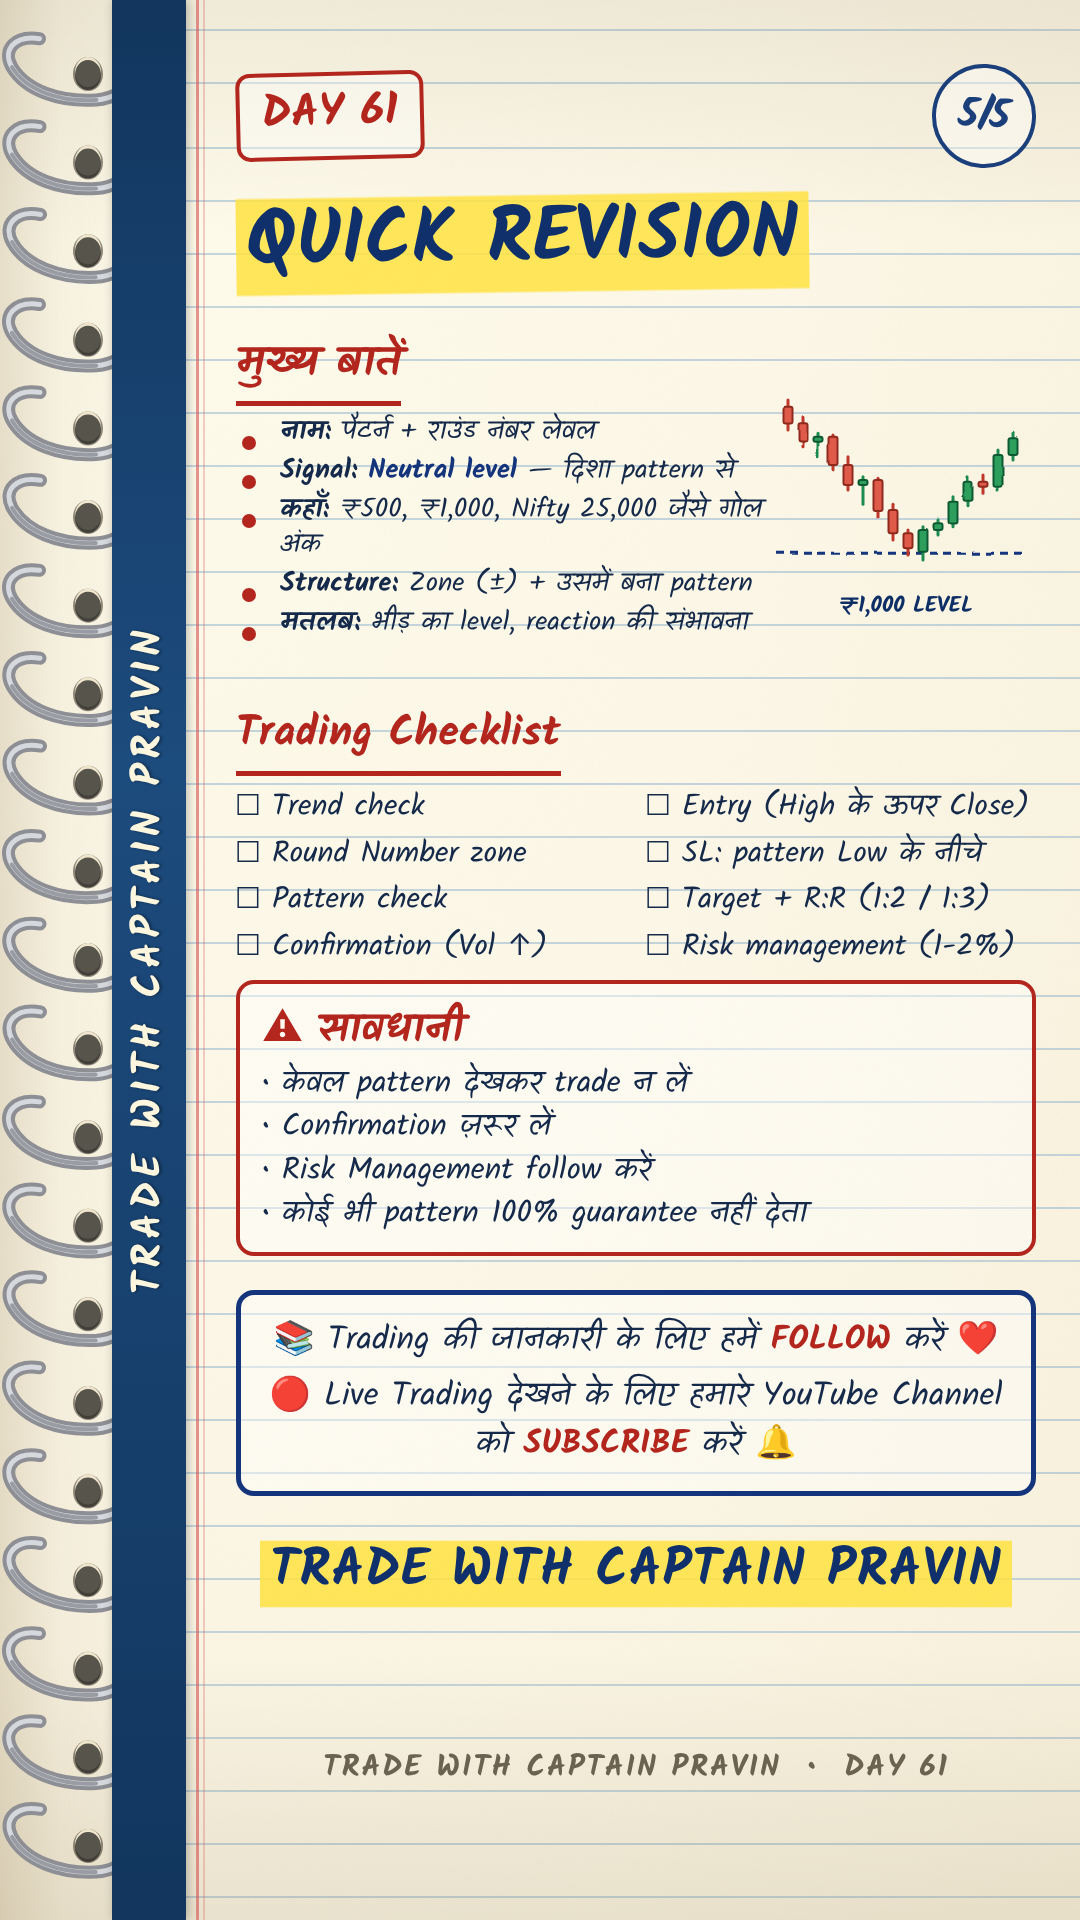 DAY 61
5/5
QUICK REVISION
मुख्य बातें
नाम: पैटर्न + राउंड नंबर लेवल
Signal: Neutral level — दिशा pattern से
कहाँ: ₹500, ₹1,000, Nifty 25,000 जैसे गोल
अंक
Structure: Zone (±) + उसमें बना pattern
मतलब: भीड़ का level, reaction की संभावना
₹1,000 LEVEL
Trading Checklist
☐ Trend check
☐ Entry (High के ऊपर Close)
☐ Round Number zone
☐ SL: pattern Low के नीचे
☐ Pattern check
☐ Target + R:R (1:2 / 1:3)
☐ Confirmation (Vol ↑)
☐ Risk management (1-2%)
⚠ सावधानी
· केवल pattern देखकर trade न लें
· Confirmation ज़रूर लें
· Risk Management follow करें
· कोई भी pattern 100% guarantee नहीं देता
📚 Trading की जानकारी के लिए हमें FOLLOW करें ❤️
🔴 Live Trading देखने के लिए हमारे YouTube Channel
को SUBSCRIBE करें 🔔
TRADE WITH CAPTAIN PRAVIN
TRADE WITH CAPTAIN PRAVIN · DAY 61
TRADE WITH CAPTAIN PRAVIN